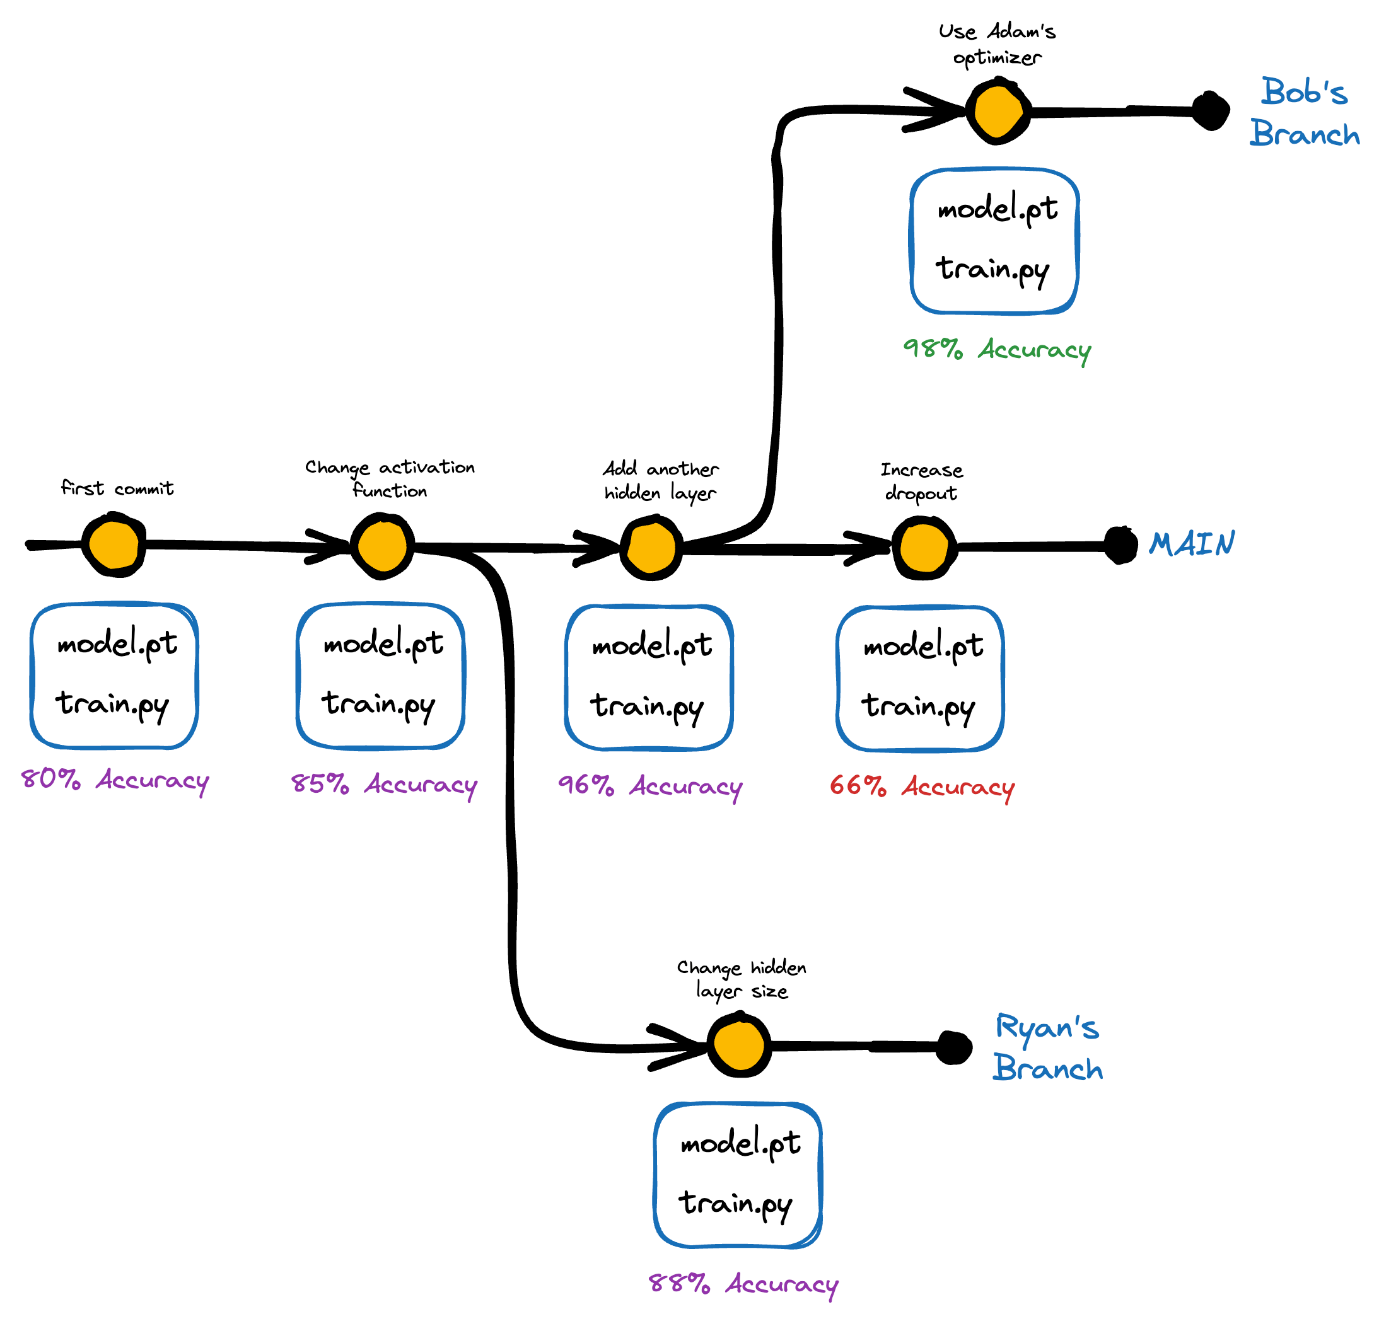 Use Adam's
optimizer
Bob's
Branch
model.pt
train.py
98% Accuracy
first commit
Change activation
function
Add another
hidden layer
Increase
dropout
MAIN
model.pt
train.py
80% Accuracy
model.pt
train.py
85% Accuracy
model.pt
train.py
96% Accuracy
model.pt
train.py
66% Accuracy
Change hidden
layer size
Ryan's
Branch
model.pt
train.py
88% Accuracy